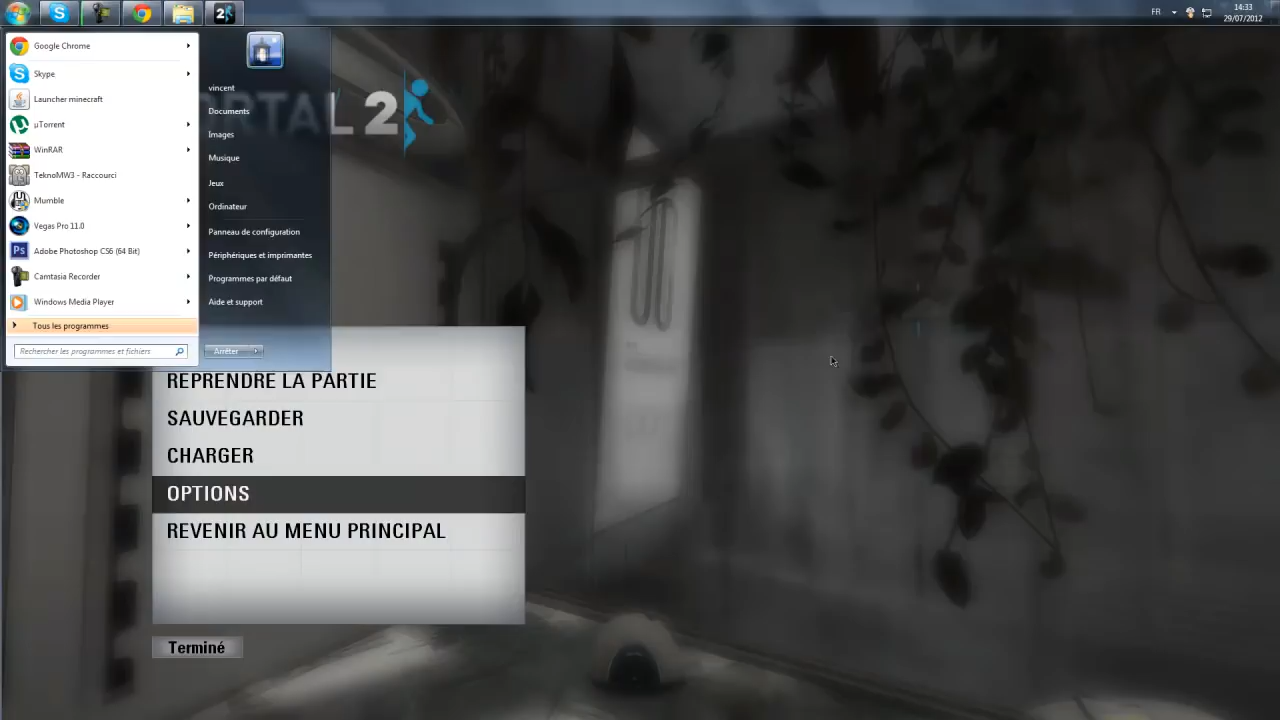 FR
14:33
29/07/2012
Google Chrome
Skype
Launcher minecraft
µTorrent
WinRAR
TeknoMW3 - Raccourci
Mumble
Vegas Pro 11.0
Adobe Photoshop CS6 (64 Bit)
Camtasia Recorder
Windows Media Player
Tous les programmes
Rechercher les programmes et fichiers
vincent
Documents
Images
Musique
Jeux
Ordinateur
Panneau de configuration
Périphériques et imprimantes
Programmes par défaut
Aide et support
Arrêter
RTAL 2
REPRENDRE LA PARTIE
SAUVEGARDER
CHARGER
OPTIONS
REVENIR AU MENU PRINCIPAL
Terminé